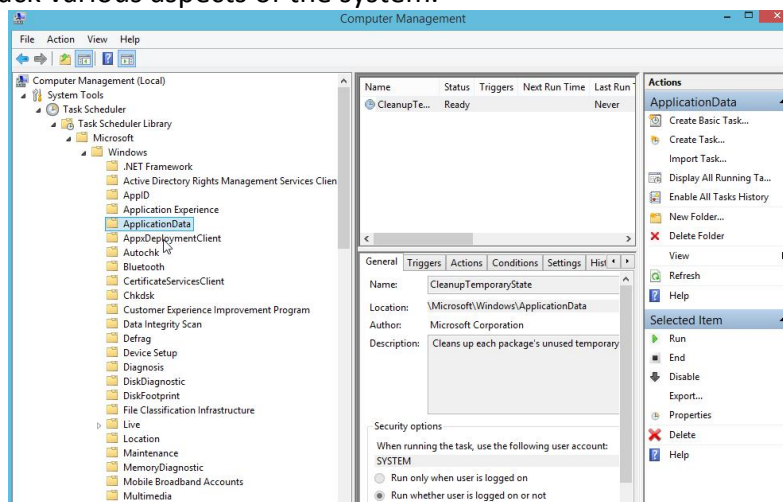 various aspects of the system.
Computer Management
File Action View Help
Computer Management (Local)
System Tools
Task Scheduler
Task Scheduler Library
Microsoft
Windows
.NET Framework
Active Directory Rights Management Services Clien
AppID
Application Experience
ApplicationData
AppxDeploymentClient
Autochk
Bluetooth
CertificateServicesClient
Chkdsk
Customer Experience Improvement Program
Data Integrity Scan
Defrag
Device Setup
Diagnosis
DiskDiagnostic
DiskFootprint
File Classification Infrastructure
Live
Location
Maintenance
MemoryDiagnostic
Mobile Broadband Accounts
Multimedia
Name Status Triggers Next Run Time Last Run
CleanupTe... Ready Never
General Triggers Actions Conditions Settings Hist
Name: CleanupTemporaryState
Location: \Microsoft\Windows\ApplicationData
Author: Microsoft Corporation
Description: Cleans up each package's unused temporary
Security options
When running the task, use the following user account:
SYSTEM
Run only when user is logged on
Run whether user is logged on or not
Actions
ApplicationData
Create Basic Task...
Create Task...
Import Task...
Display All Running Ta...
Enable All Tasks History
New Folder...
Delete Folder
View
Refresh
Help
Selected Item
Run
End
Disable
Export...
Properties
Delete
Help